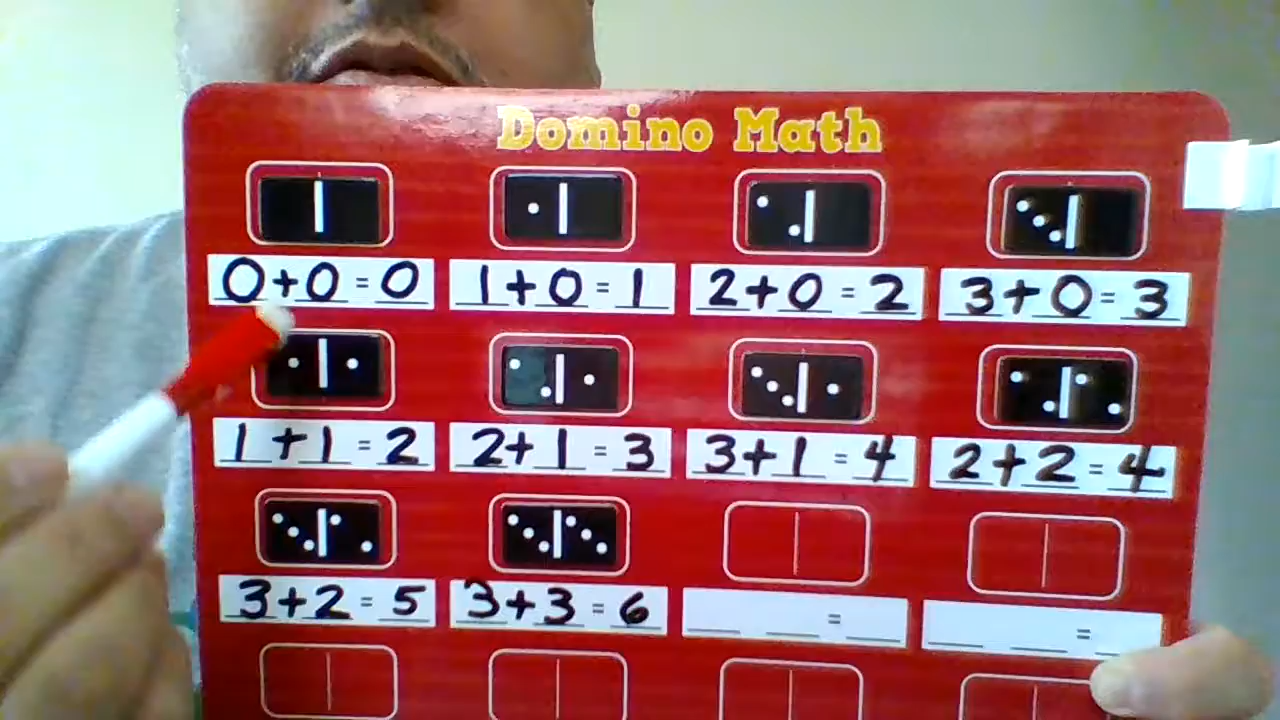 Domino Math
0+0=0 1+0=1 2+0=2 3+0=3
1+1=2 2+1=3 3+1=4 2+2=4
3+2=5 3+3=6 = =